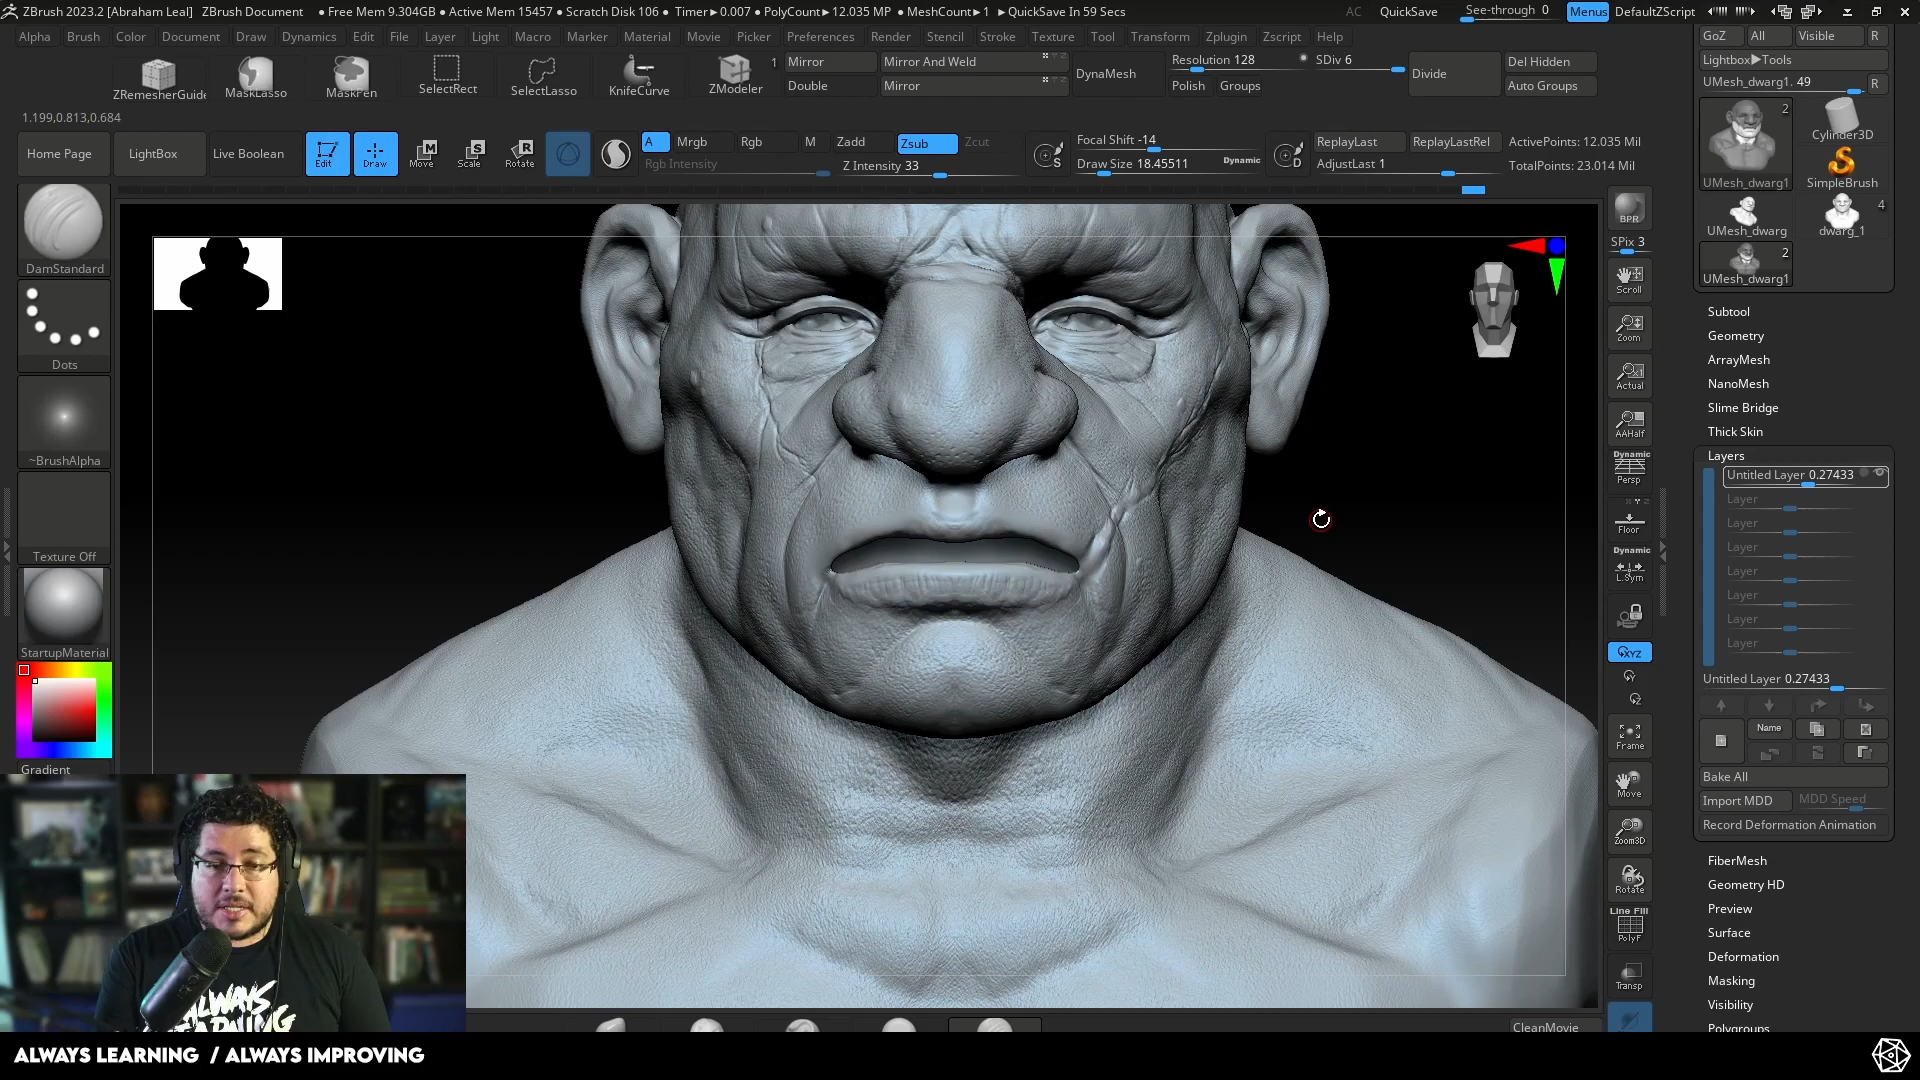 ZBrush 2023.2 [Abraham Leal] ZBrush Document ● Free Mem 9.304GB ● Active Mem 15457 ● Scratch Disk 106 ● Timer►0.007 ● PolyCount►12.035 MP ● MeshCount►1 ►QuickSave In 59 Secs AC QuickSave See-through 0 Menus DefaultZScript
Alpha Brush Color Document Draw Dynamics Edit File Layer Light Macro Marker Material Movie Picker Preferences Render Stencil Stroke Texture Tool Transform Zplugin Zscript Help
GoZ All Visible R
Lightbox►Tools
ZRemesherGuide MaskLasso MaskPen SelectRect SelectLasso KnifeCurve ZModeler 1
Mirror Mirror And Weld
Double Mirror
DynaMesh
Resolution 128
Polish Groups
SDiv 6
Divide
Del Hidden
Auto Groups
UMesh_dwarg1. 49 R
1.199,0.813,0.684
Home Page LightBox Live Boolean
Edit Draw Move Scale Rotate
A Mrgb Rgb M Zadd Zsub Zcut
Rgb Intensity Z Intensity 33
S
Focal Shift -14
Draw Size 18.45511 Dynamic
D
ReplayLast ReplayLastRel
AdjustLast 1
ActivePoints: 12.035 Mil
TotalPoints: 23.014 Mil
2
UMesh_dwarg1
Cylinder3D
SimpleBrush
UMesh_dwarg
4
dwarg_1
2
UMesh_dwarg1
DamStandard
Dots
~BrushAlpha
Texture Off
StartupMaterial
Gradient
BPR
SPix 3
Scroll
Zoom
Actual
AAHalf
Dynamic
Persp
Floor
Dynamic
L.Sym
XYZ
Y
Z
Frame
Move
Zoom3D
Rotate
Line Fill
PolyF
Transp
Subtool
Geometry
ArrayMesh
NanoMesh
Slime Bridge
Thick Skin
Layers
Untitled Layer 0.27433
Layer
Layer
Layer
Layer
Layer
Layer
Layer
Untitled Layer 0.27433
Name
Bake All
Import MDD MDD Speed
Record Deformation Animation
FiberMesh
Geometry HD
Preview
Surface
Deformation
Masking
Visibility
Polygroups
CleanMovie
ALWAYS
LEARNING
ALWAYS LEARNING / ALWAYS IMPROVING